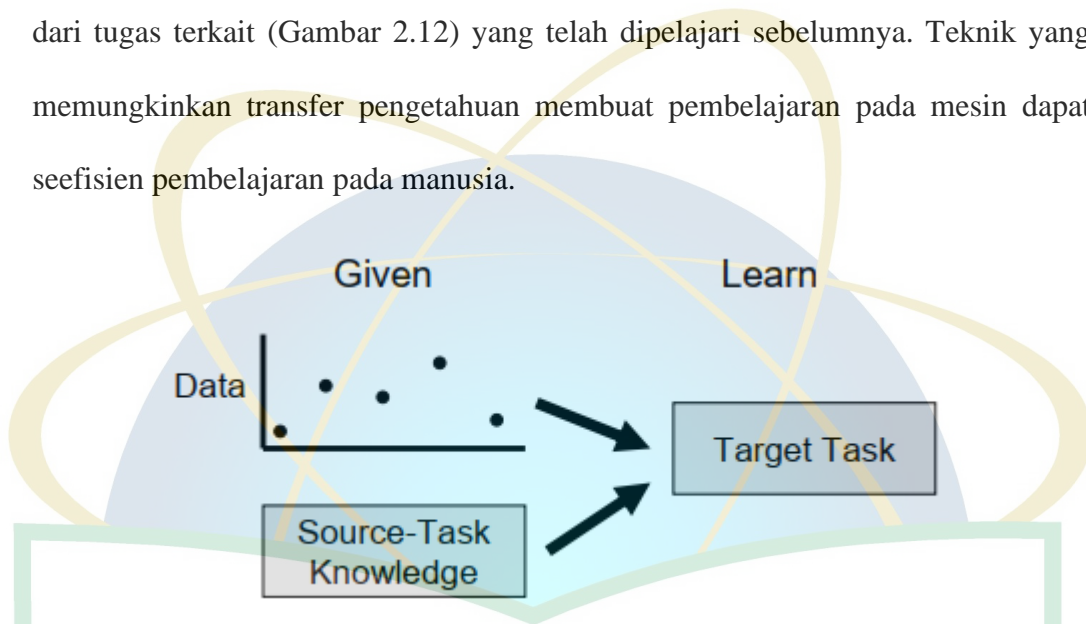 dari tugas terkait (Gambar 2.12) yang telah dipelajari sebelumnya. Teknik yang
memungkinkan transfer pengetahuan membuat pembelajaran pada mesin dapat
seefisien pembelajaran pada manusia.
Given
Learn
Data
Target Task
Source-Task
Knowledge